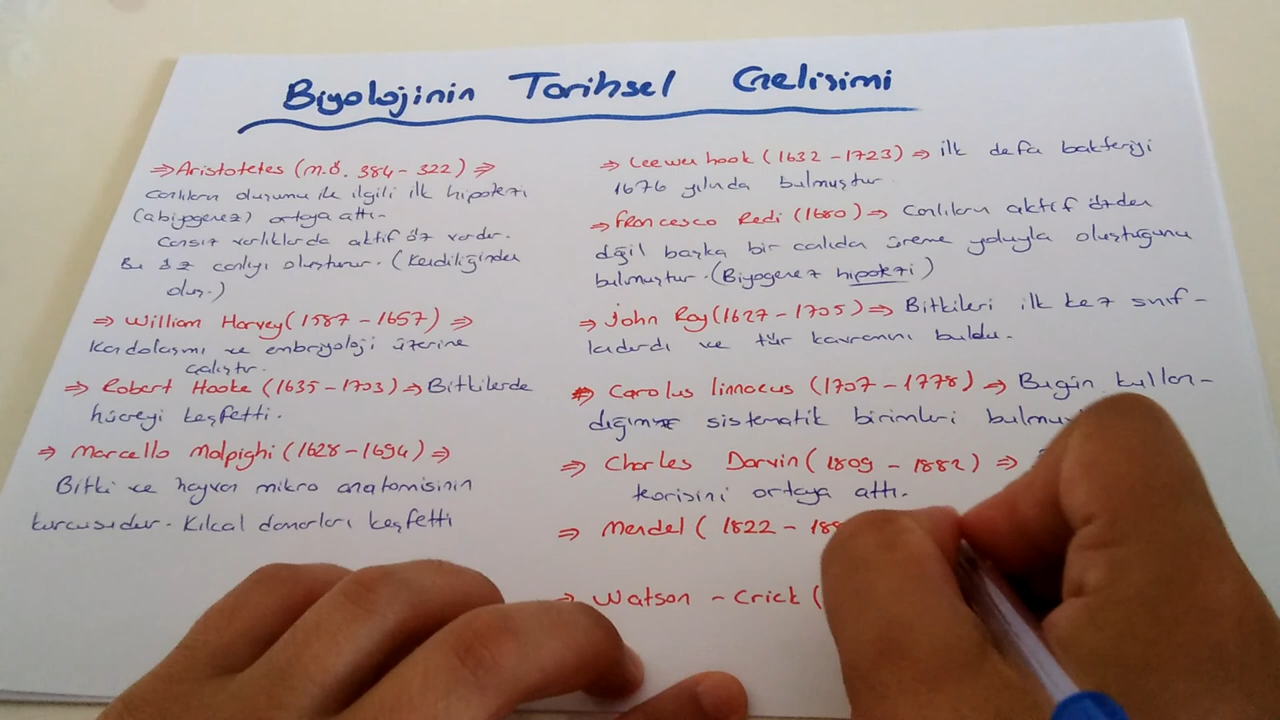 Biyolojinin Tarihsel Gelisimi
⇒Aristoteles (m.ö. 384-322) ⇒
canlıların oluşumu ile ilgili ilk hipotezi
(abiyogenez) ortaya attı-
Cansız varlıklarda aktif öz vardır.
Bu öz canlıyı oluşturur. (Kendiliğinden
oluş.)
⇒ William Harvey (1587-1657) ⇒
Kan dolaşımı ve embriyoloji üzerine
çalıştı.
⇒ Robert Hooke (1635-1703) ⇒ Bitkilerde
hücreyi keşfetti.
⇒ Marcello Malpighi (1628-1694) ⇒
Bitki ve hayvan mikro anatomisinin
kurcusudur. Kılcal damarları keşfetti
⇒ Leewenhook (1632-1723) ⇒ ilk defa bakteriyi
1676 yılında bulmuştur
⇒ Francesco Redi (1680) ⇒ Canlıların aktif özden
değil başka bir canlıdan üreme yoluyla oluştuğunu
bulmuştur. (Biyogenez hipotezi)
⇒ John Ray (1627-1705) ⇒ Bitkileri ilk kez sınıf-
landırdı ve tür kavramını buldu.
⇒ Carolus linnaeus (1707-1778) ⇒ Bugün kullan-
dığımız sistematik birimleri
⇒ Charles Darvin (1809-1882) ⇒
teorisini ortaya attı.
⇒ Mendel (1822-
⇒ Watson - Crick (